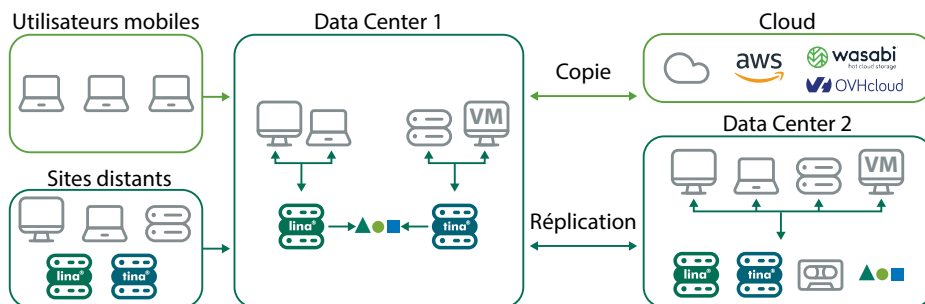 Utilisateurs mobiles
Data Center 1
Cloud
aws
wasabi
hot cloud storage
OVHcloud
Copie
VM
Data Center 2
Sites distants
VM
lina®
tina®
Réplication
lina®
tina®
lina®
tina®